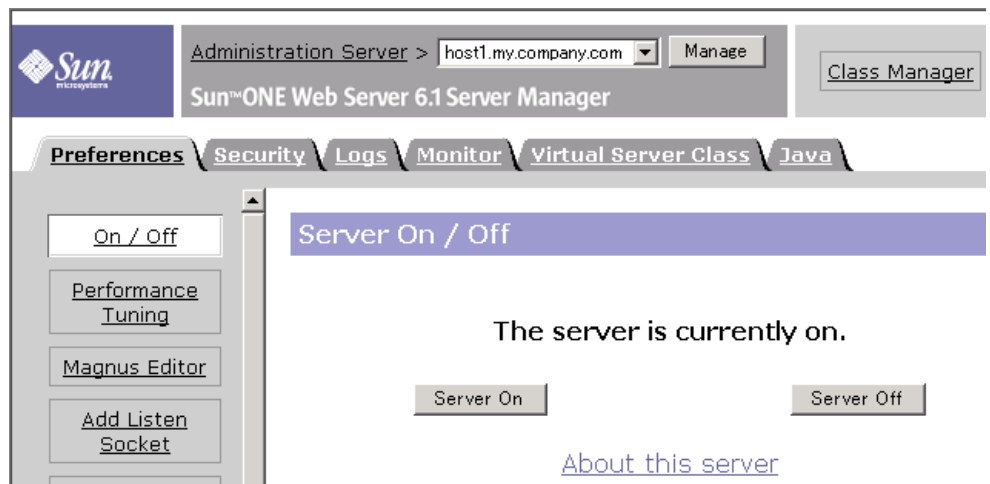 Sun
microsystems
Administration Server > host1.my.company.com Manage
Sun™ONE Web Server 6.1 Server Manager
Class Manager
Preferences Security Logs Monitor Virtual Server Class Java
On / Off
Performance
Tuning
Magnus Editor
Add Listen
Socket
Server On / Off
The server is currently on.
Server On Server Off
About this server